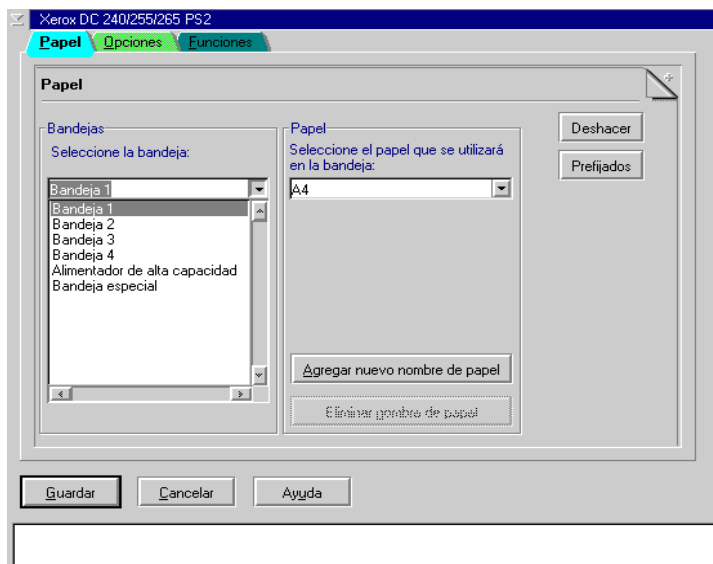 Xerox DC 240/255/265 PS2
Papel Opciones Funciones
Papel
Bandejas
Seleccione la bandeja:
Bandeja 1
Bandeja 1
Bandeja 2
Bandeja 3
Bandeja 4
Alimentador de alta capacidad
Bandeja especial
Papel
Seleccione el papel que se utilizará
en la bandeja:
A4
Agregar nuevo nombre de papel
Eliminar nombre de papel
Deshacer
Prefijados
Guardar Cancelar Ayuda